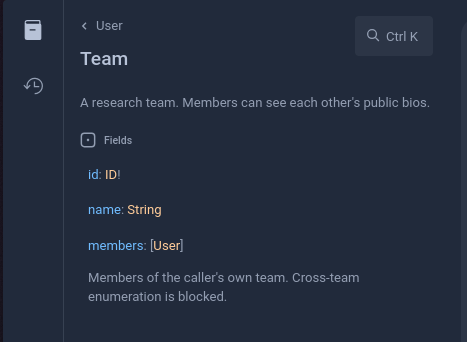 User
Ctrl K
Team
A research team. Members can see each other's public bios.
Fields
id: ID!
name: String
members: [User]
Members of the caller's own team. Cross-team
enumeration is blocked.